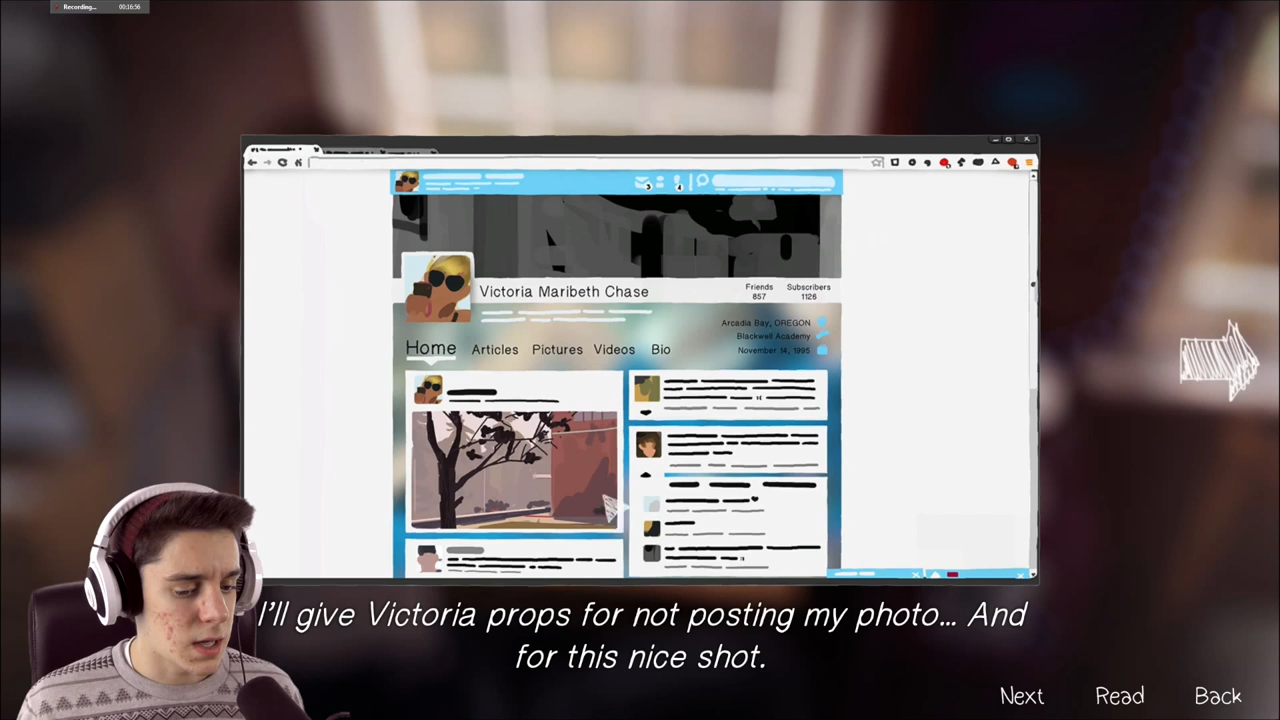 Recording...
00:16:56
3
4
Victoria Maribeth Chase
Friends
857
Subscribers
1126
Arcadia Bay, OREGON
Blackwell Academy
November 14, 1995
Home Articles Pictures Videos Bio
I'll give Victoria props for not posting my photo... And
for this nice shot.
Next Read Back